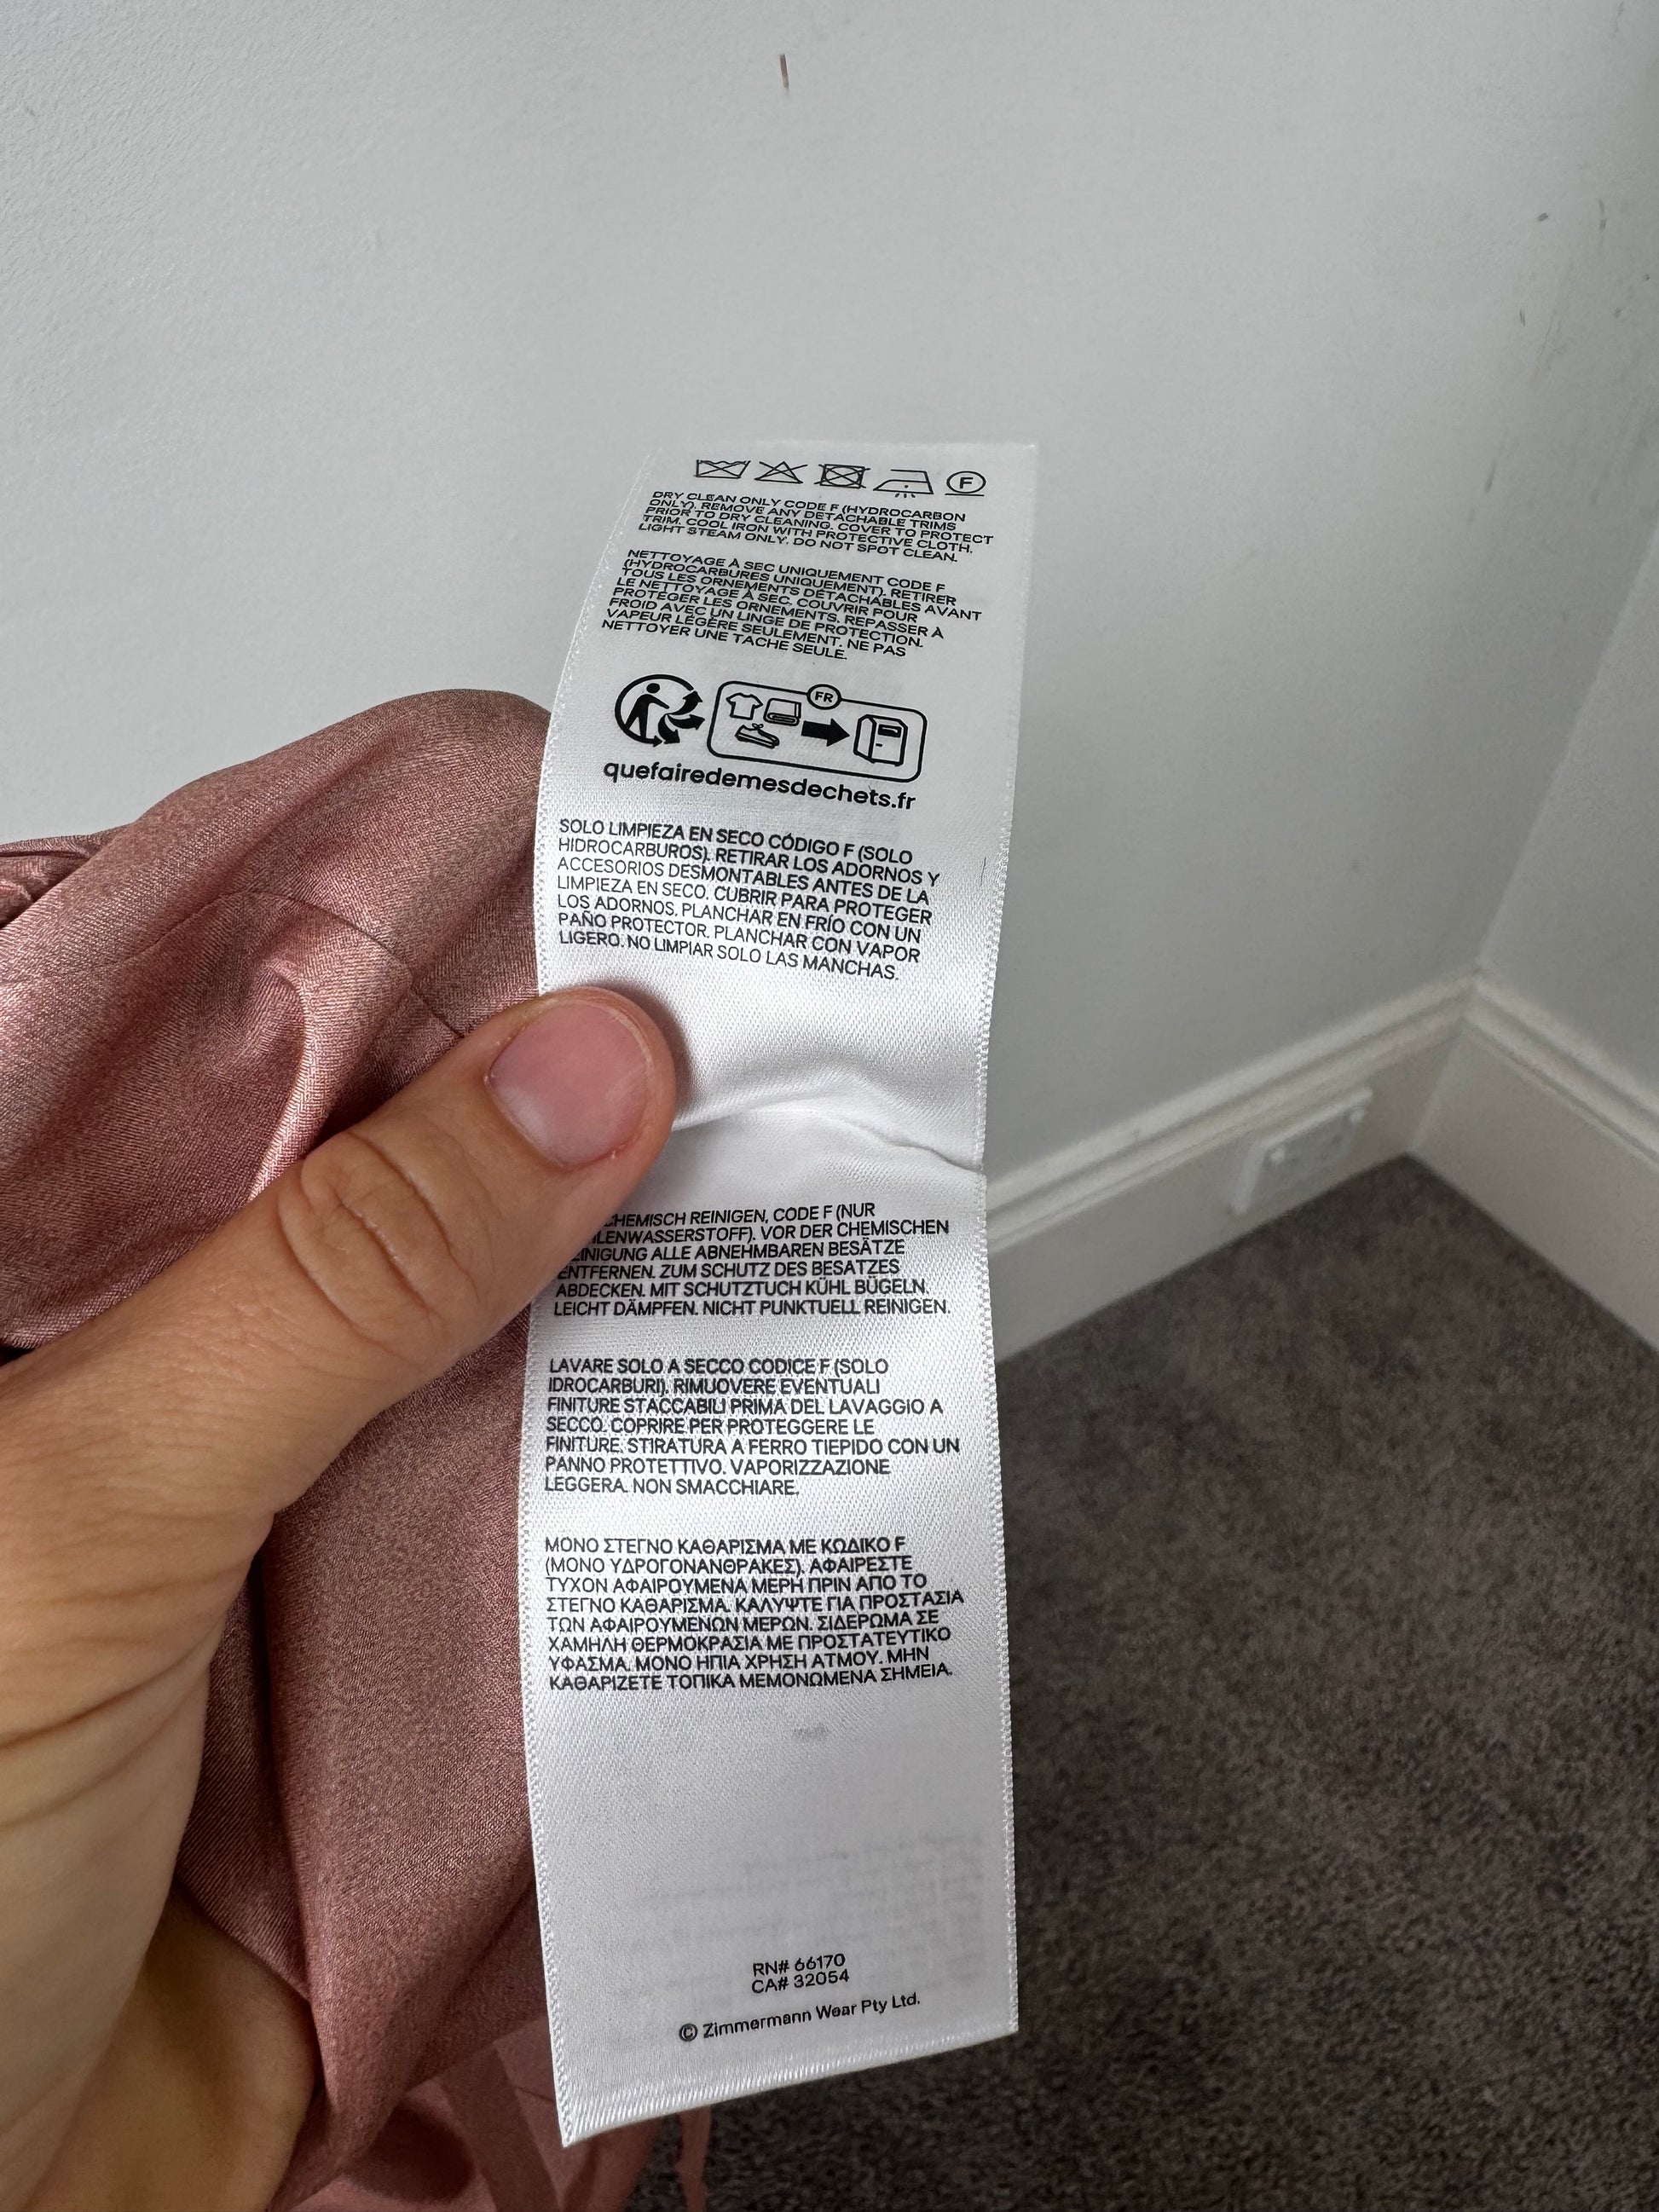 F
DRY CLEAN ONLY CODE F (HYDROCARBON
ONLY). REMOVE ANY DETACHABLE TRIMS
PRIOR TO DRY CLEANING. COVER TO PROTECT
TRIM. COOL IRON WITH PROTECTIVE CLOTH.
LIGHT STEAM ONLY. DO NOT SPOT CLEAN.
NETTOYAGE À SEC UNIQUEMENT CODE F
(HYDROCARBURES UNIQUEMENT). RETIRER
TOUS LES ORNEMENTS DÉTACHABLES AVANT
LE NETTOYAGE À SEC. COUVRIR POUR
PROTÉGER LES ORNEMENTS. REPASSER À
FROID AVEC UN LINGE DE PROTECTION.
VAPEUR LÉGÈRE SEULEMENT. NE PAS
NETTOYER UNE TACHE SEULE.
FR
quefairedemesdechets.fr
SOLO LIMPIEZA EN SECO CÓDIGO F (SOLO
HIDROCARBUROS). RETIRAR LOS ADORNOS Y
ACCESORIOS DESMONTABLES ANTES DE LA
LIMPIEZA EN SECO. CUBRIR PARA PROTEGER
LOS ADORNOS. PLANCHAR EN FRÍO CON UN
PAÑO PROTECTOR. PLANCHAR CON VAPOR
LIGERO. NO LIMPIAR SOLO LAS MANCHAS.
CHEMISCH REINIGEN, CODE F (NUR
LENWASSERSTOFF). VOR DER CHEMISCHEN
EINIGUNG ALLE ABNEHMBAREN BESÄTZE
ENTFERNEN. ZUM SCHUTZ DES BESATZES
ABDECKEN. MIT SCHUTZTUCH KÜHL BÜGELN.
LEICHT DÄMPFEN. NICHT PUNKTUELL REINIGEN.
LAVARE SOLO A SECCO CODICE F (SOLO
IDROCARBURI). RIMUOVERE EVENTUALI
FINITURE STACCABILI PRIMA DEL LAVAGGIO A
SECCO. COPRIRE PER PROTEGGERE LE
FINITURE. STIRATURA A FERRO TIEPIDO CON UN
PANNO PROTETTIVO. VAPORIZZAZIONE
LEGGERA. NON SMACCHIARE.
ΜΟΝΟ ΣΤΕΓΝΟ ΚΑΘΑΡΙΣΜΑ ΜΕ ΚΩΔΙΚΟ F
(ΜΟΝΟ ΥΔΡΟΓΟΝΑΝΘΡΑΚΕΣ). ΑΦΑΙΡΕΣΤΕ
ΤΥΧΟΝ ΑΦΑΙΡΟΥΜΕΝΑ ΜΕΡΗ ΠΡΙΝ ΑΠΟ ΤΟ
ΣΤΕΓΝΟ ΚΑΘΑΡΙΣΜΑ. ΚΑΛΥΨΤΕ ΓΙΑ ΠΡΟΣΤΑΣΙΑ
ΤΩΝ ΑΦΑΙΡΟΥΜΕΝΩΝ ΜΕΡΩΝ. ΣΙΔΕΡΩΜΑ ΣΕ
ΧΑΜΗΛΗ ΘΕΡΜΟΚΡΑΣΙΑ ΜΕ ΠΡΟΣΤΑΤΕΥΤΙΚΟ
ΥΦΑΣΜΑ. ΜΟΝΟ ΗΠΙΑ ΧΡΗΣΗ ΑΤΜΟΥ. ΜΗΝ
ΚΑΘΑΡΙΖΕΤΕ ΤΟΠΙΚΑ ΜΕΜΟΝΩΜΕΝΑ ΣΗΜΕΙΑ.
RN# 66170
CA# 32054
© Zimmermann Wear Pty Ltd.